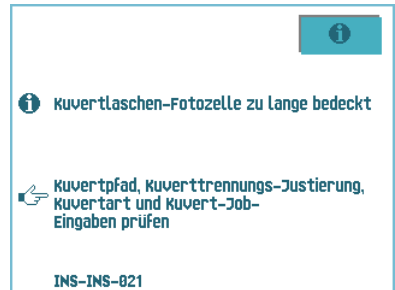 Kuvertlaschen-Fotozelle zu lange bedeckt
Kuvertpfad, Kuverttrennungs-Justierung,
Kuvertart und Kuvert-Job-
Eingaben prüfen
INS-INS-021